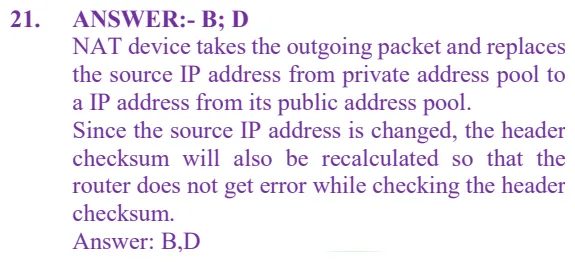 21. ANSWER:- B; D
NAT device takes the outgoing packet and replaces
the source IP address from private address pool to
a IP address from its public address pool.
Since the source IP address is changed, the header
checksum will also be recalculated so that the
router does not get error while checking the header
checksum.
Answer: B,D